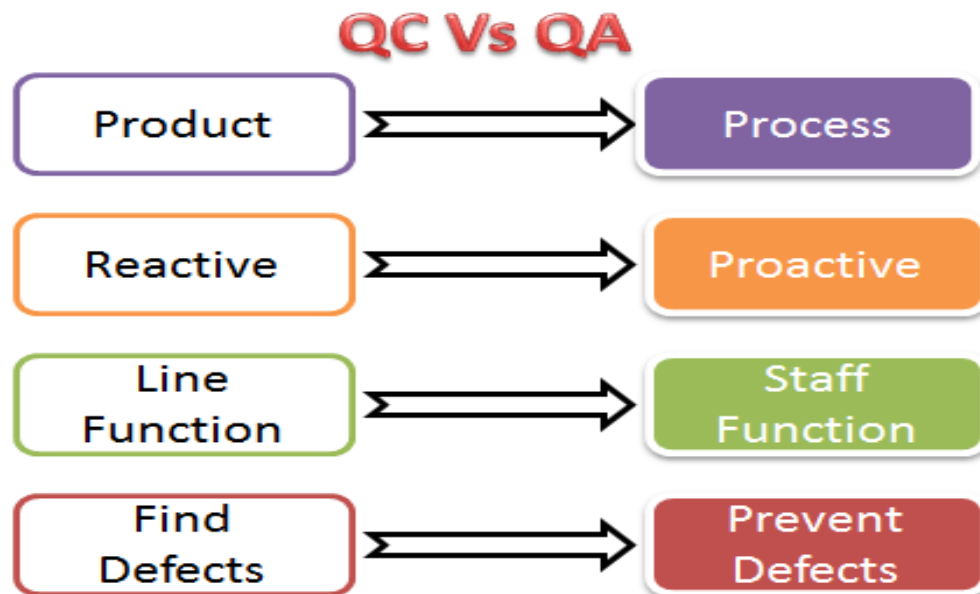 QC Vs QA
Product
Process
Reactive
Proactive
Line
Function
Staff
Function
Find
Defects
Prevent
Defects